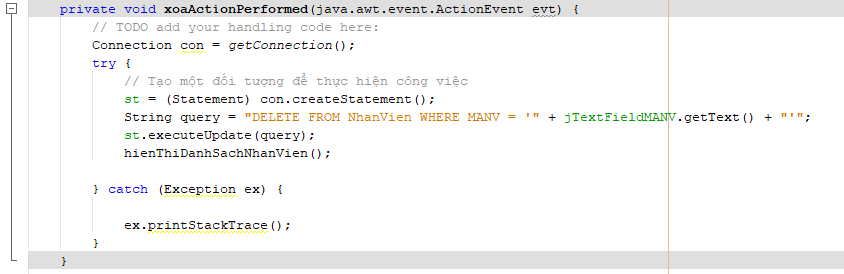 private void xoaActionPerformed(java.awt.event.ActionEvent evt) {
// TODO add your handling code here:
Connection con = getConnection();
try {
// Tạo một đối tượng để thực hiện công việc
st = (Statement) con.createStatement();
String query = "DELETE FROM NhanVien WHERE MANV = '" + jTextFieldMANV.getText() + "'";
st.executeUpdate(query);
hienThiDanhSachNhanVien();
} catch (Exception ex) {
ex.printStackTrace();
}
}